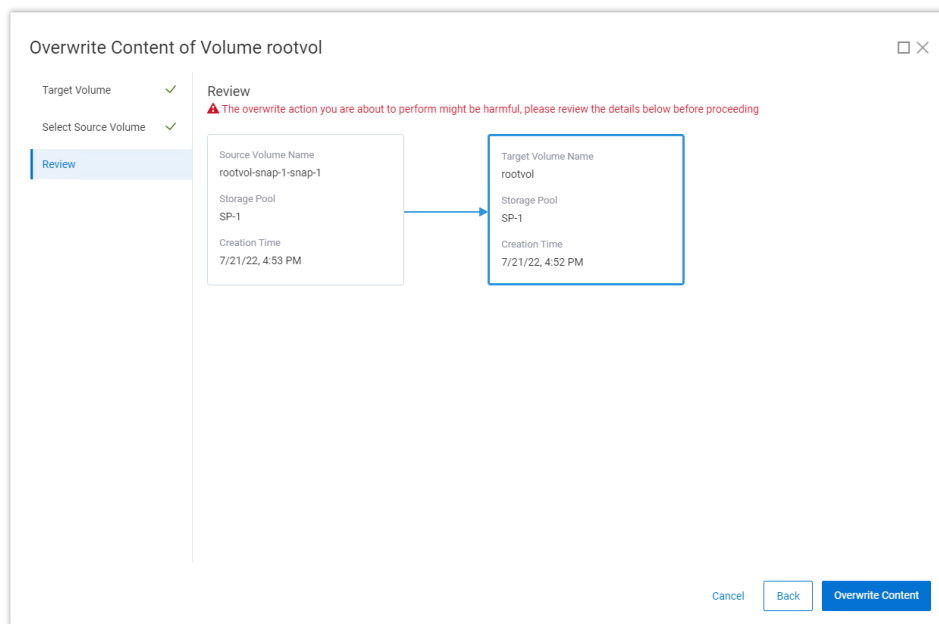 Overwrite Content of Volume rootvol
Target Volume
Select Source Volume
Review
Review
The overwrite action you are about to perform might be harmful, please review the details below before proceeding
Source Volume Name
rootvol-snap-1-snap-1
Storage Pool
SP-1
Creation Time
7/21/22, 4:53 PM
Target Volume Name
rootvol
Storage Pool
SP-1
Creation Time
7/21/22, 4:52 PM
Cancel
Back
Overwrite Content